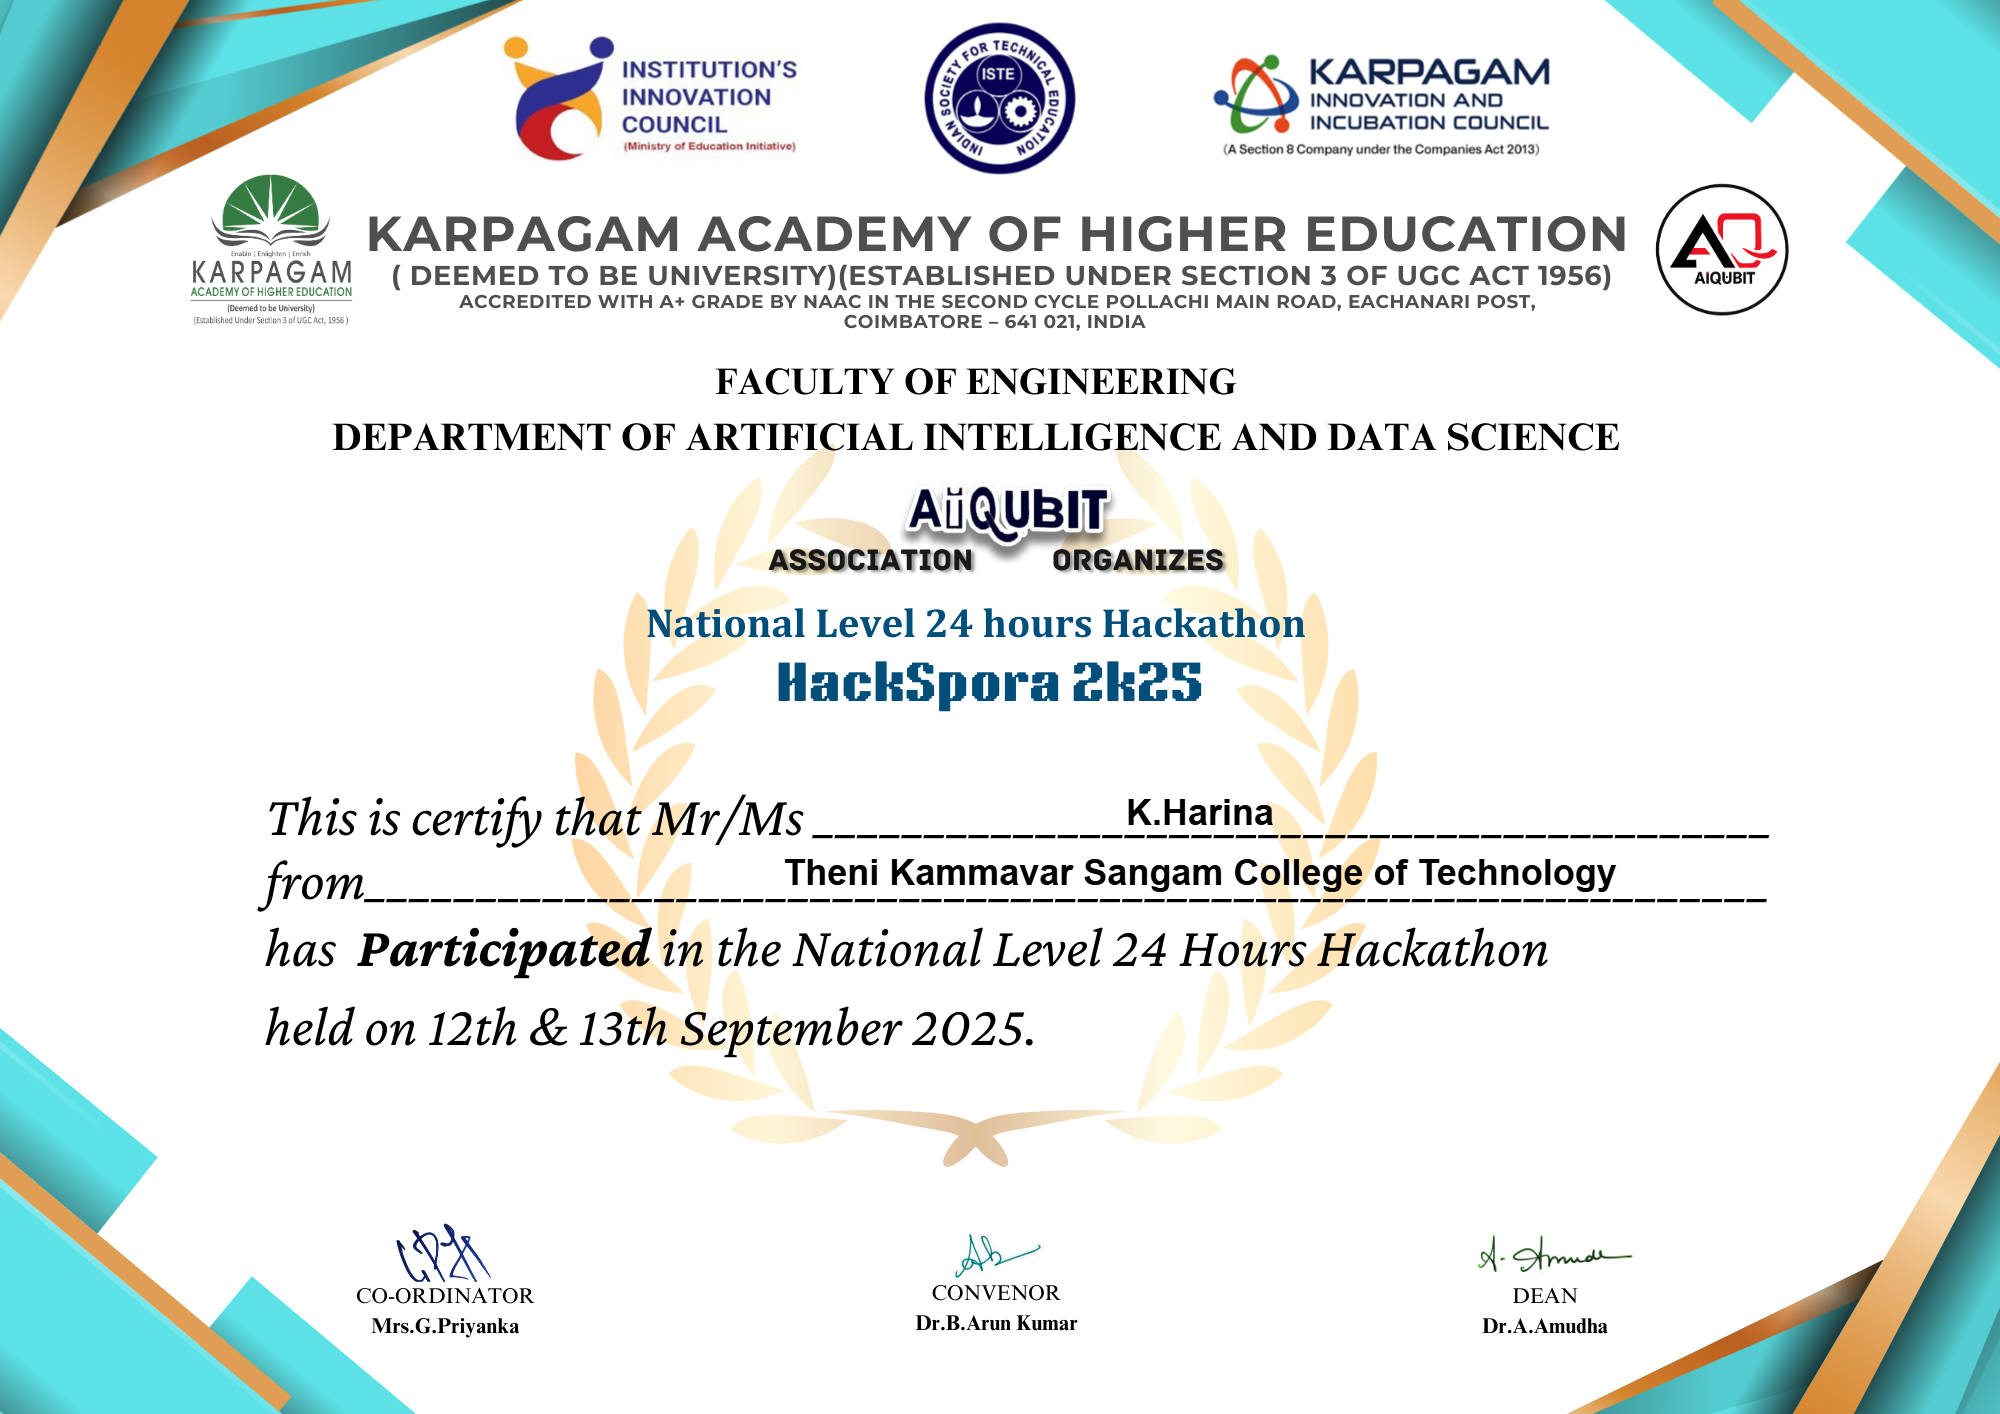 INSTITUTION'S
INNOVATION
COUNCIL
(Ministry of Education Initiative)
INDIAN SOCIETY FOR TECHNICAL EDUCATION
ISTE
KARPAGAM
INNOVATION AND
INCUBATION COUNCIL
(A Section 8 Company under the Companies Act 2013)
Enable | Enlighten | Enrich
KARPAGAM
ACADEMY OF HIGHER EDUCATION
(Deemed to be University)
(Established Under Section 3 of UGC Act, 1956 )
KARPAGAM ACADEMY OF HIGHER EDUCATION
( DEEMED TO BE UNIVERSITY)(ESTABLISHED UNDER SECTION 3 OF UGC ACT 1956)
ACCREDITED WITH A+ GRADE BY NAAC IN THE SECOND CYCLE POLLACHI MAIN ROAD, EACHANARI POST,
COIMBATORE – 641 021, INDIA
AQ
AIQUBIT
FACULTY OF ENGINEERING
DEPARTMENT OF ARTIFICIAL INTELLIGENCE AND DATA SCIENCE
AiQUbIT
ASSOCIATION ORGANIZES
National Level 24 hours Hackathon
HackSpora 2k25
This is certify that Mr/Ms K.Harina
from Theni Kammavar Sangam College of Technology
has Participated in the National Level 24 Hours Hackathon
held on 12th & 13th September 2025.
A. Amudha
CO-ORDINATOR
Mrs.G.Priyanka
CONVENOR
Dr.B.Arun Kumar
DEAN
Dr.A.Amudha